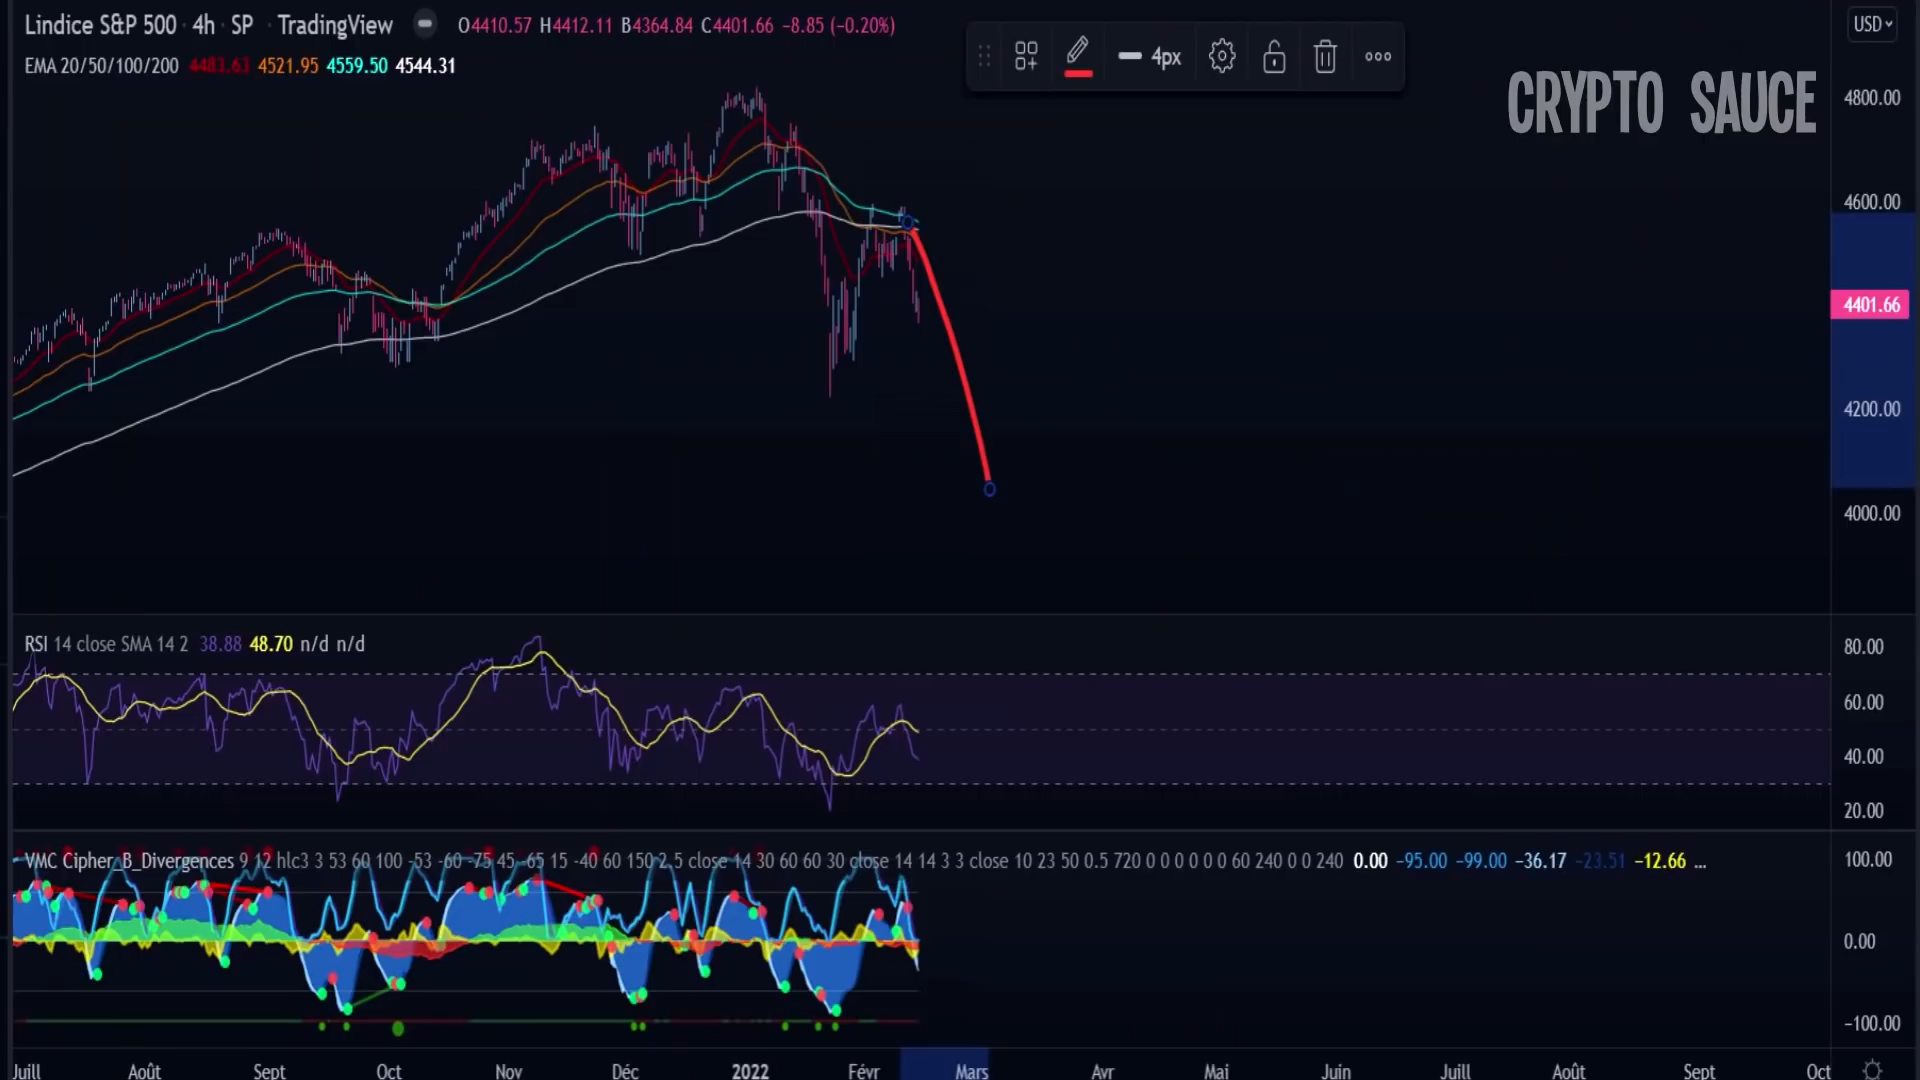 Lindice S&P 500 · 4h · SP · TradingView O4410.57 H4412.11 B4364.84 C4401.66 −8.85 (−0.20%)
EMA 20/50/100/200 4483.63 4521.95 4559.50 4544.31
4px
USD
CRYPTO SAUCE
4800.00
4600.00
4401.66
4200.00
4000.00
RSI 14 close SMA 14 2 38.88 48.70 n/d n/d
80.00
60.00
40.00
20.00
VMC Cipher_B_Divergences 9 12 hlc3 3 53 60 100 -53 -60 -75 45 -65 15 -40 60 150 2.5 close 14 30 60 60 30 close 14 14 3 3 close 10 23 50 0.5 720 0 0 0 0 0 0 60 240 0 0 240 0.00 −95.00 −99.00 −36.17 −23.51 −12.66 ...
100.00
0.00
−100.00
Juill Août Sept Oct Nov Déc 2022 Févr Mars Avr Mai Juin Juill Août Sept Oct